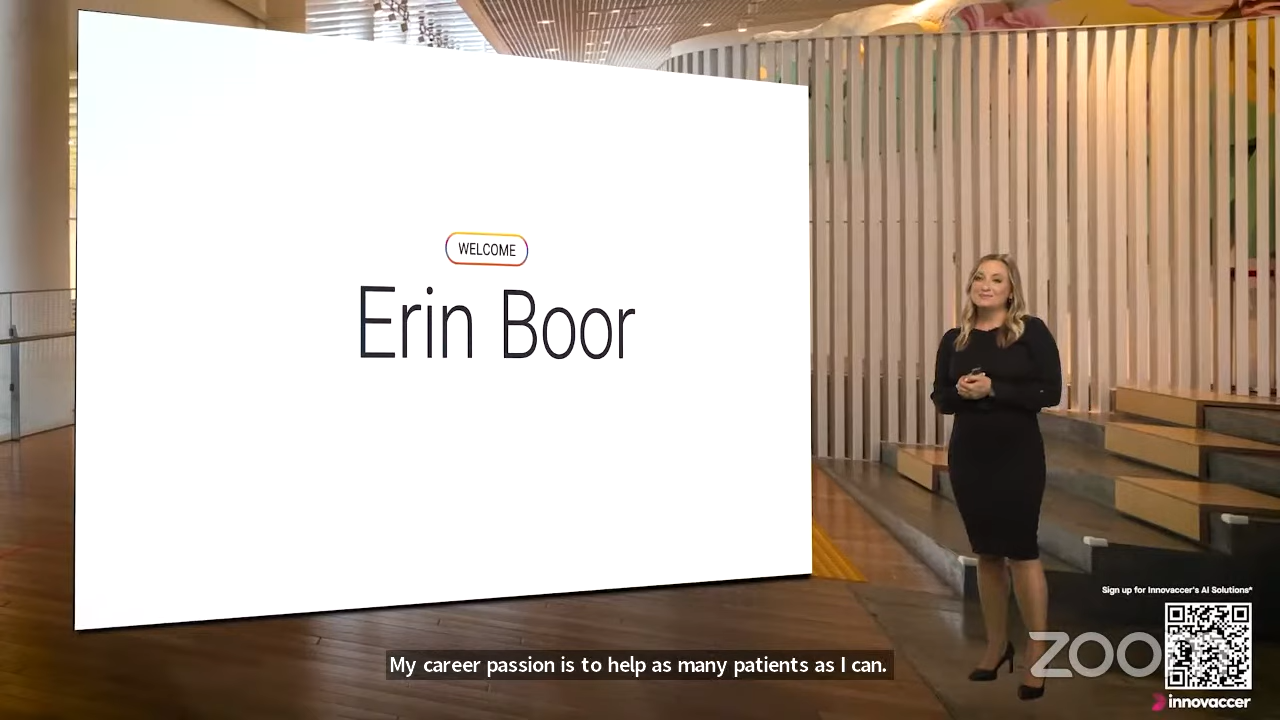 WELCOME
Erin Boor
My career passion is to help as many patients as I can.
Sign up for Innovaccer's AI Solutions*
zoom
innovaccer